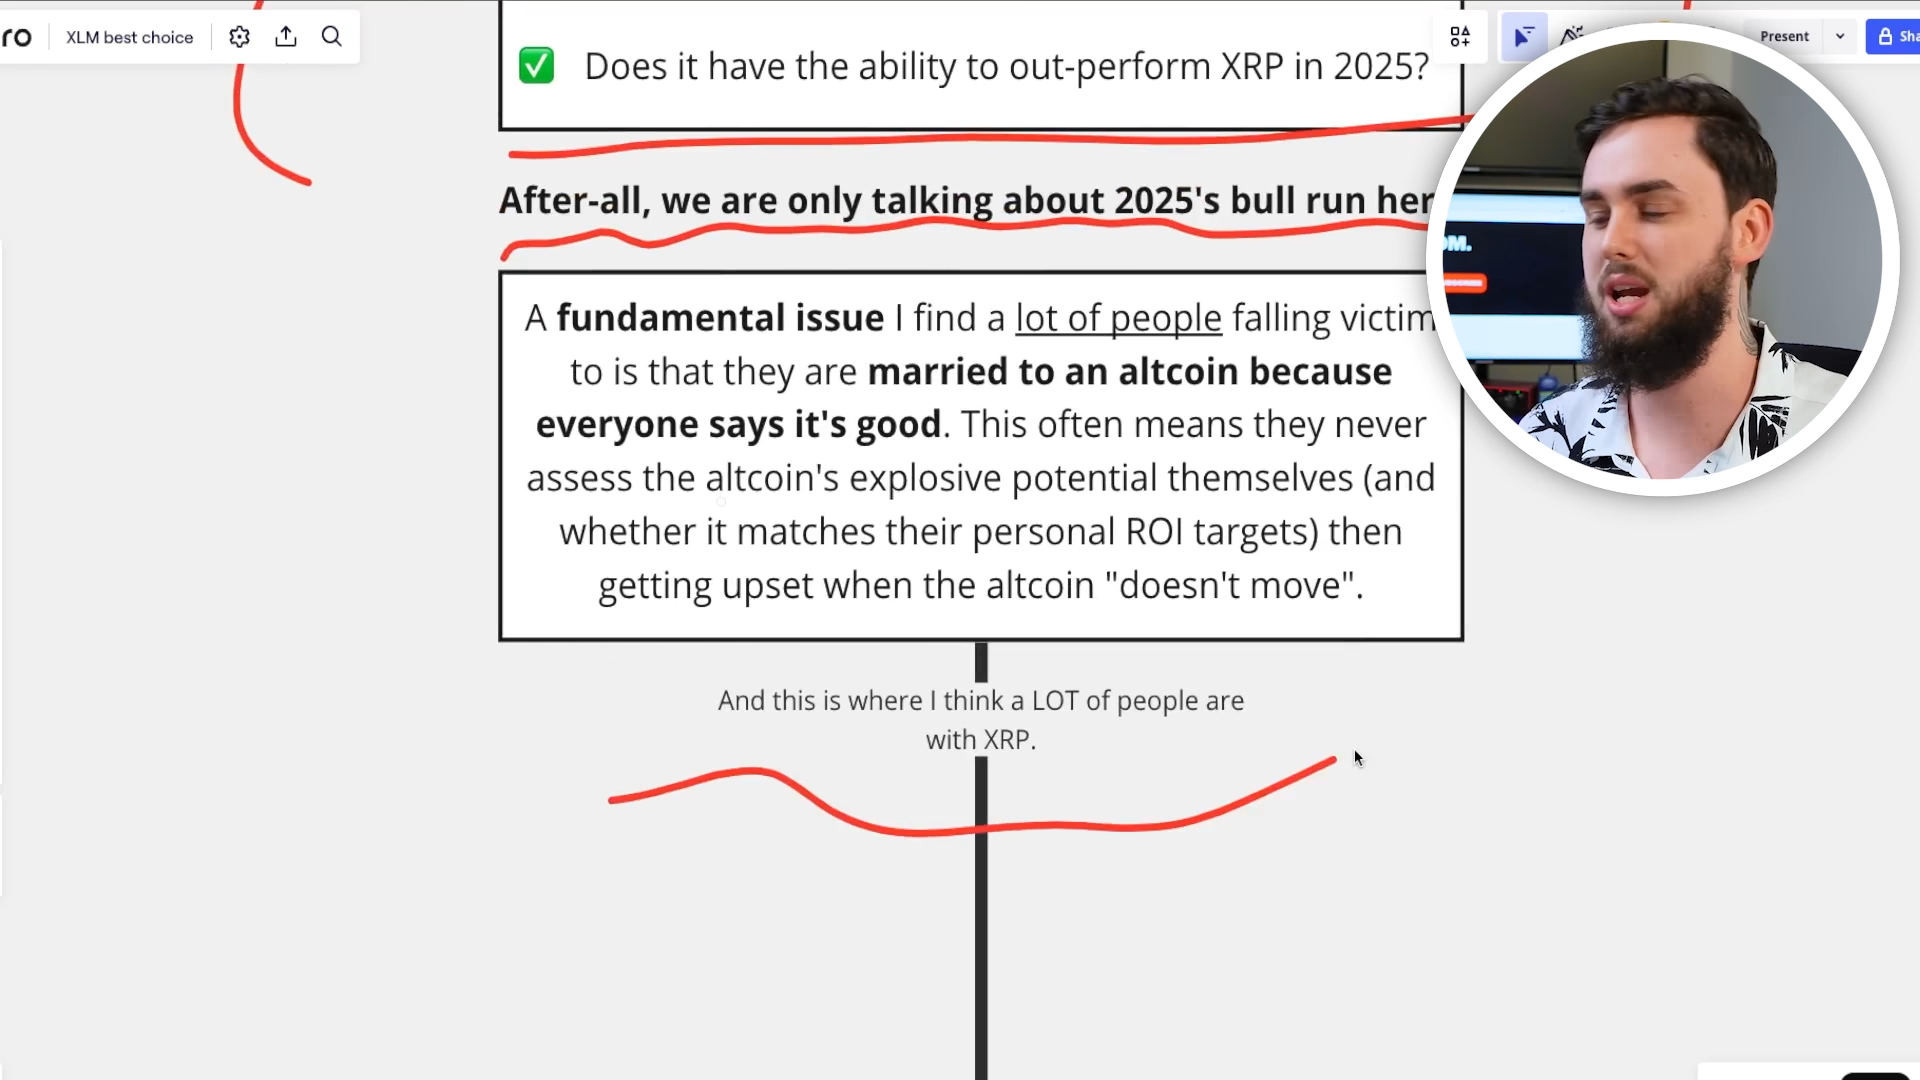 ro XLM best choice Present Sha
Does it have the ability to out-perform XRP in 2025?
After-all, we are only talking about 2025's bull run her
OM.
A fundamental issue I find a lot of people falling victim
to is that they are married to an altcoin because
everyone says it's good. This often means they never
assess the altcoin's explosive potential themselves (and
whether it matches their personal ROI targets) then
getting upset when the altcoin "doesn't move".
And this is where I think a LOT of people are
with XRP.